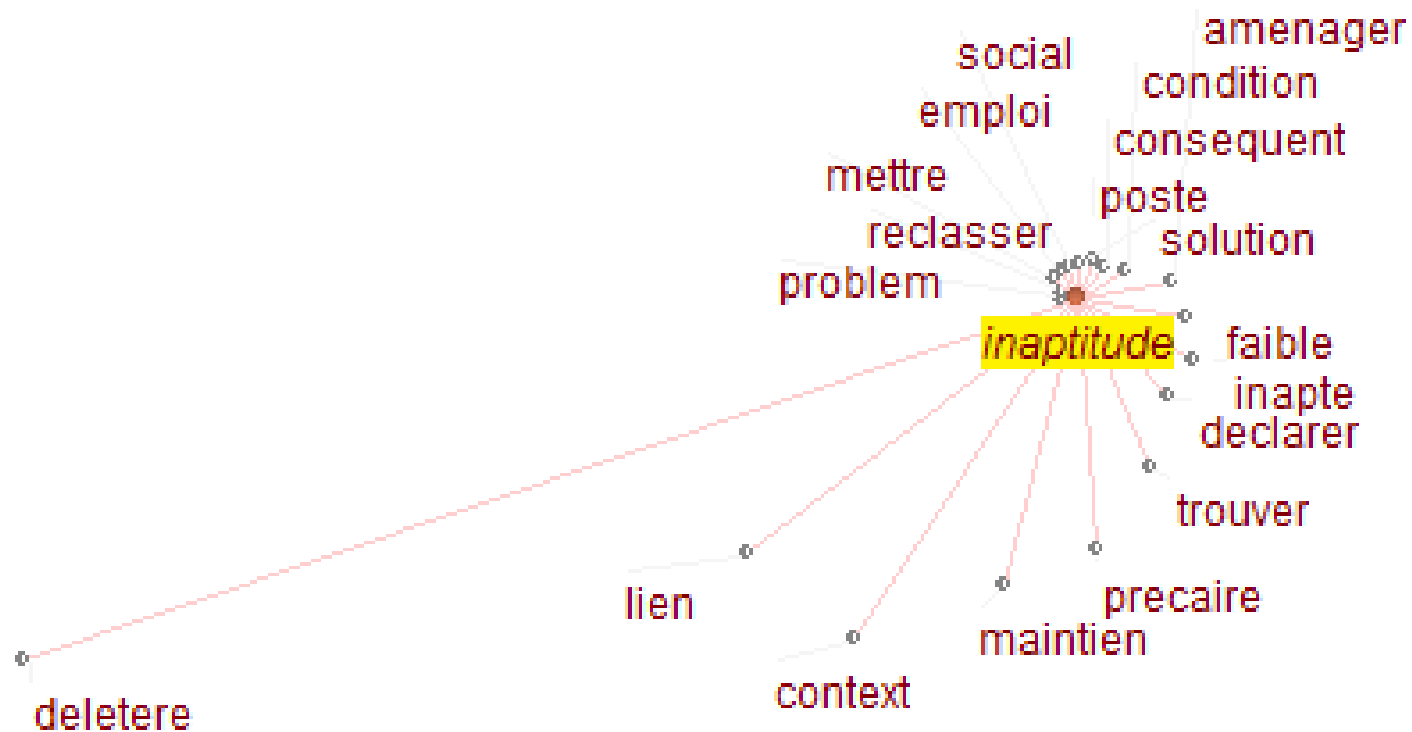 amenager
social
condition
emploi
consequent
mettre
poste
reclasser
solution
problem
inaptitude
faible
inapte
declarer
trouver
precaire
lien
maintien
context
deletere